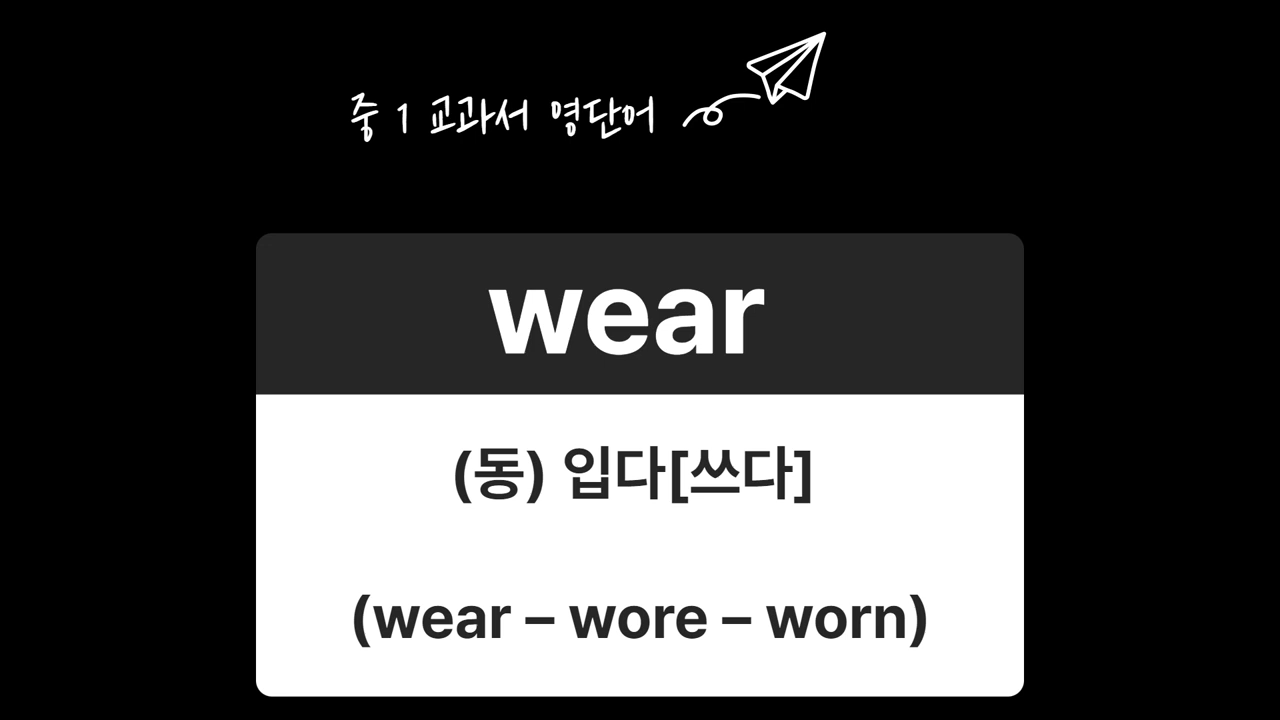 중 1 교과서 영단어
wear
(동) 입다[쓰다]
(wear – wore – worn)